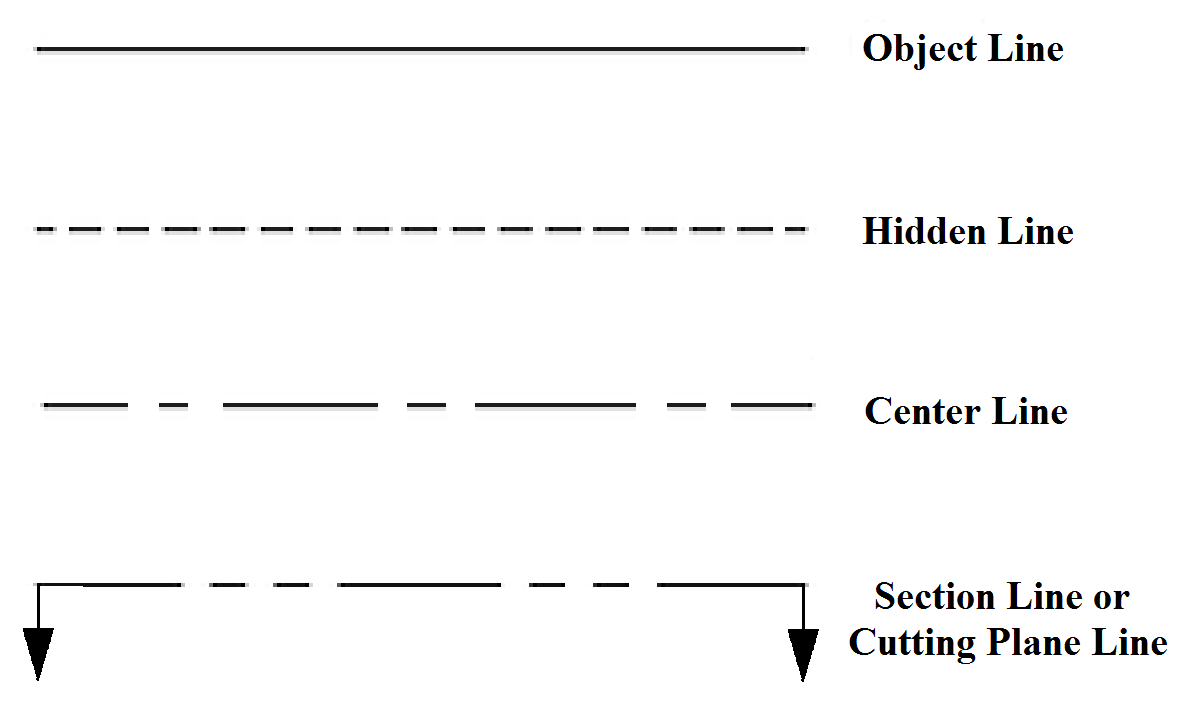 Object Line
Hidden Line
Center Line
Section Line or
Cutting Plane Line